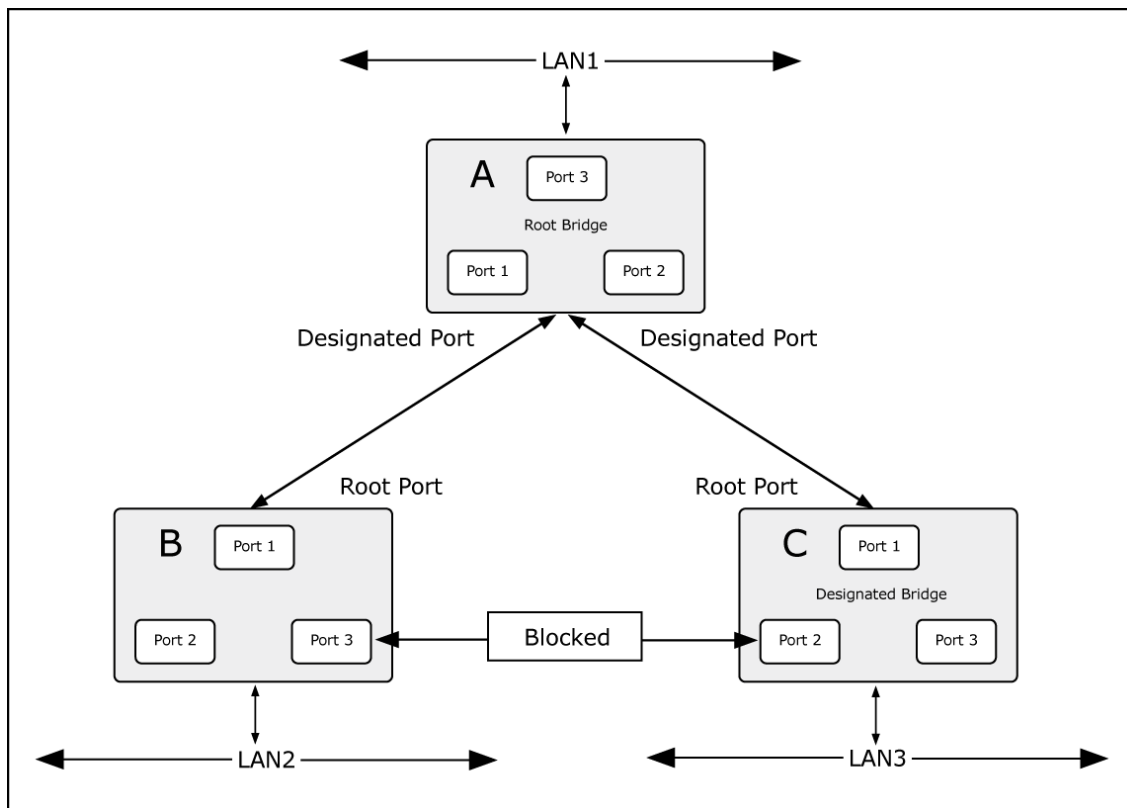 LAN1
A
Port 3
Root Bridge
Port 1
Port 2
Designated Port
Designated Port
Root Port
Root Port
B
Port 1
Port 2
Port 3
Blocked
C
Port 1
Designated Bridge
Port 2
Port 3
LAN2
LAN3